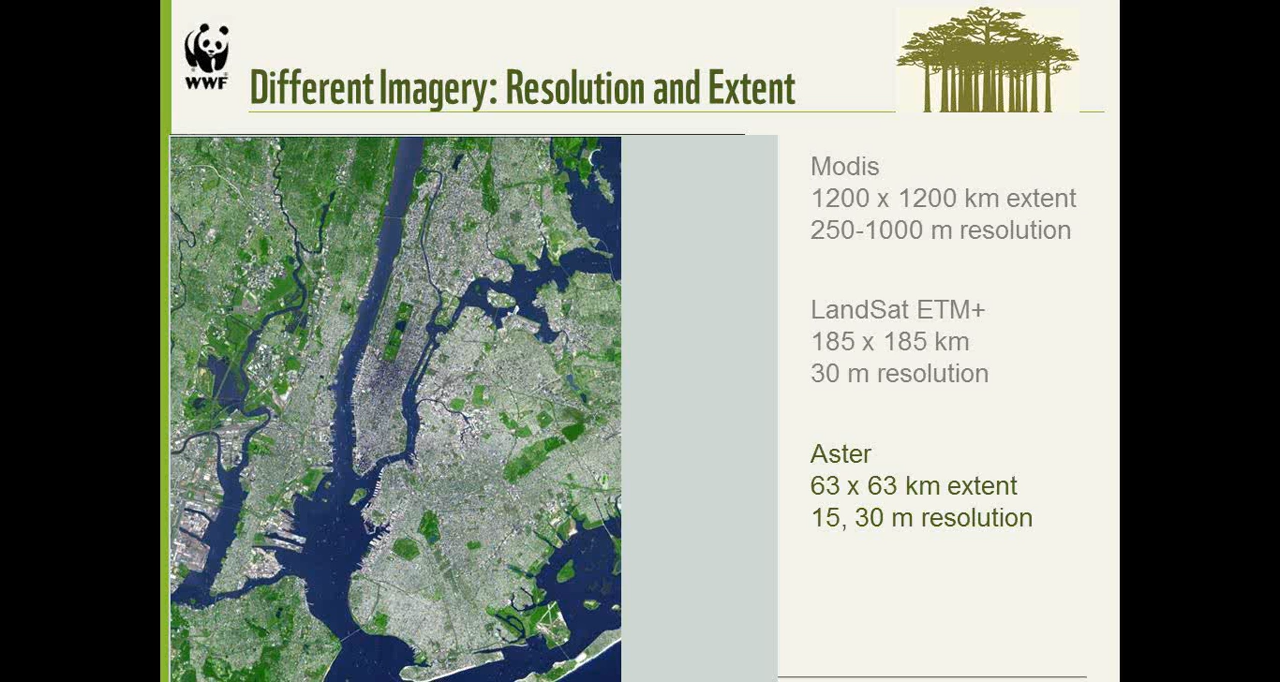 WWF
Different Imagery: Resolution and Extent
Modis
1200 x 1200 km extent
250-1000 m resolution
LandSat ETM+
185 x 185 km
30 m resolution
Aster
63 x 63 km extent
15, 30 m resolution